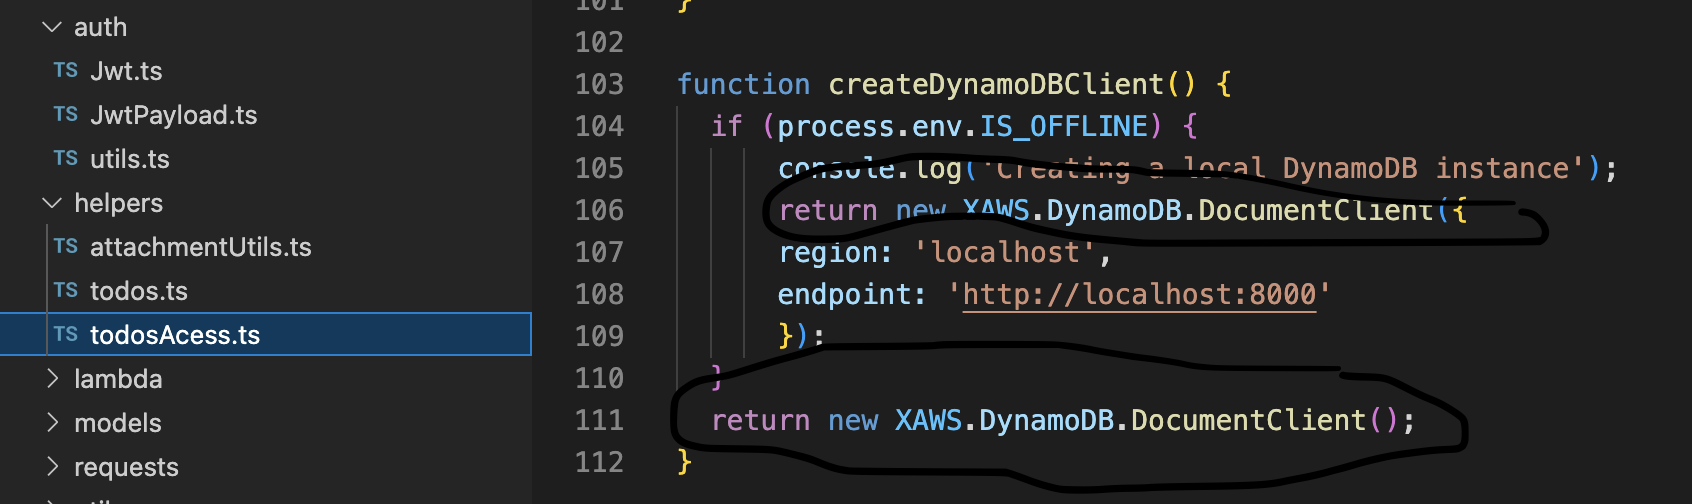 auth
TS Jwt.ts
TS JwtPayload.ts
TS utils.ts
helpers
TS attachmentUtils.ts
TS todos.ts
TS todosAcess.ts
lambda
models
requests
101 }
102
103 function createDynamoDBClient() {
104 if (process.env.IS_OFFLINE) {
105 console.log('Creating a local DynamoDB instance');
106 return new XAWS.DynamoDB.DocumentClient({
107 region: 'localhost',
108 endpoint: 'http://localhost:8000'
109 });
110 }
111 return new XAWS.DynamoDB.DocumentClient();
112 }